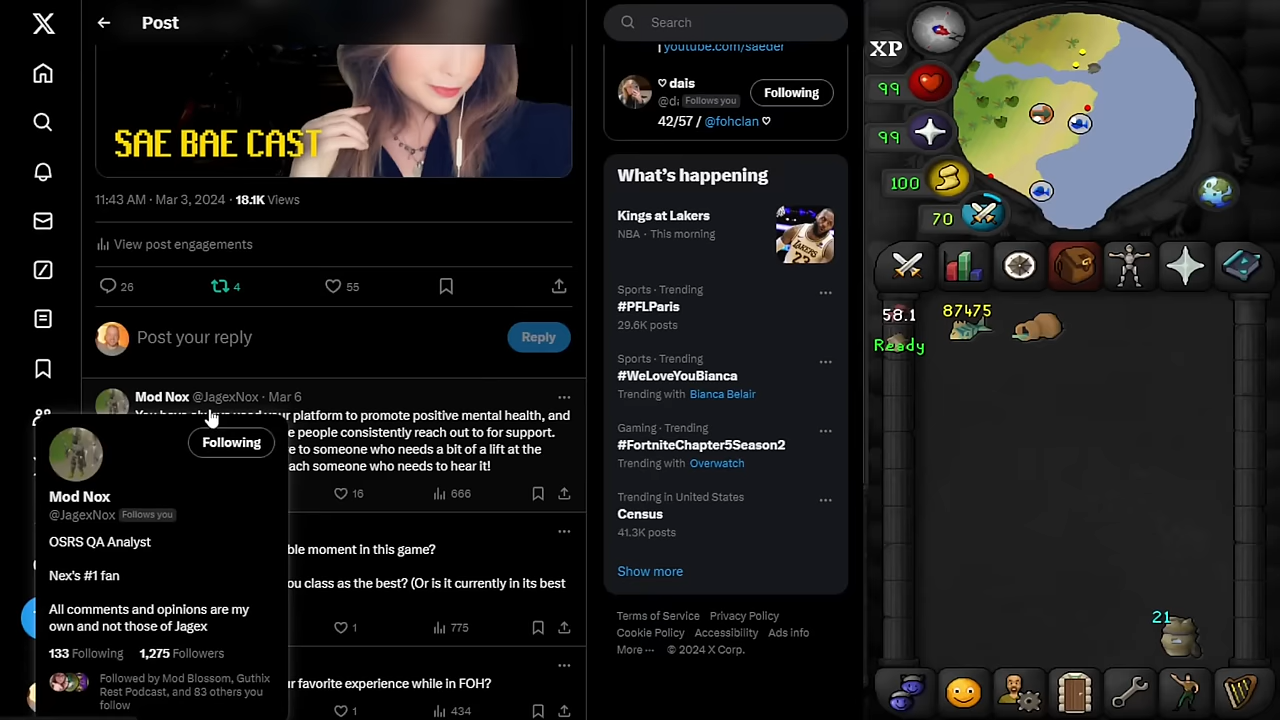 Post
SAE BAE CAST
11:43 AM · Mar 3, 2024 · 18.1K Views
View post engagements
26
4
55
Post your reply
Reply
Mod Nox @JagexNox · Mar 6
your platform to promote positive mental health, and
e people consistently reach out to for support.
e to someone who needs a bit of a lift at the
ach someone who needs to hear it!
16
666
Following
Mod Nox
@JagexNox Follows you
OSRS QA Analyst
Nex's #1 fan
All comments and opinions are my
own and not those of Jagex
133 Following 1,275 Followers
Followed by Mod Blossom, Guthix
Rest Podcast, and 83 others you
follow
ble moment in this game?
ou class as the best? (Or is it currently in its best
1
775
ur favorite experience while in FOH?
1
434
Search
| youtube.com/saeder
♡ dais
@d Follows you
Following
42/57 / @fohclan ♡
What's happening
Kings at Lakers
NBA · This morning
Sports · Trending
#PFLParis
29.6K posts
Sports · Trending
#WeLoveYouBianca
Trending with Bianca Belair
Gaming · Trending
#FortniteChapter5Season2
Trending with Overwatch
Trending in United States
Census
41.3K posts
Show more
Terms of Service Privacy Policy
Cookie Policy Accessibility Ads info
More ··· © 2024 X Corp.
XP
99
99
100
70
58.1
Ready
87475
21